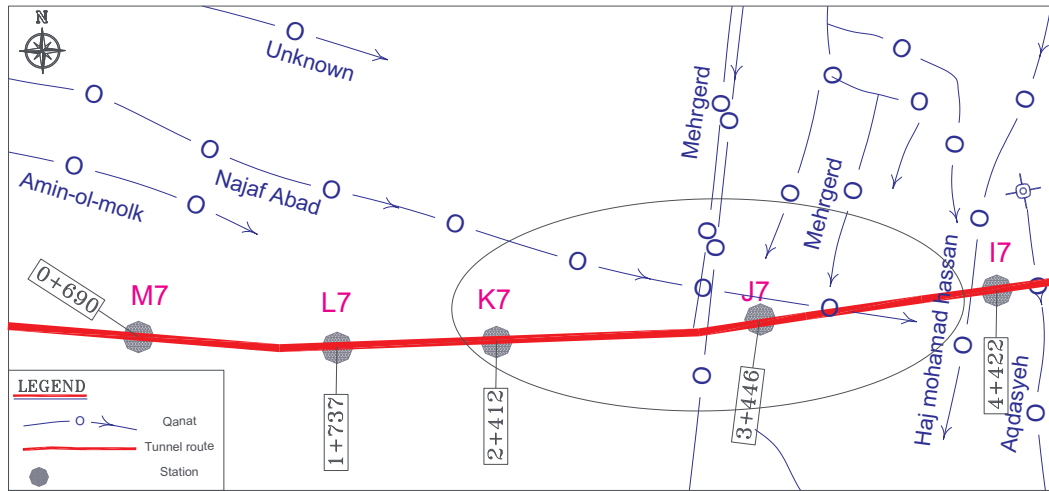 N
Unknown
Najaf Abad
Amin-ol-molk
Mehrgerd
Mehrgerd
Haj mohamad hassan
Aqdasyeh
M7
L7
K7
J7
I7
0+690
1+737
2+412
3+446
4+422
LEGEND
Qanat
Tunnel route
Station